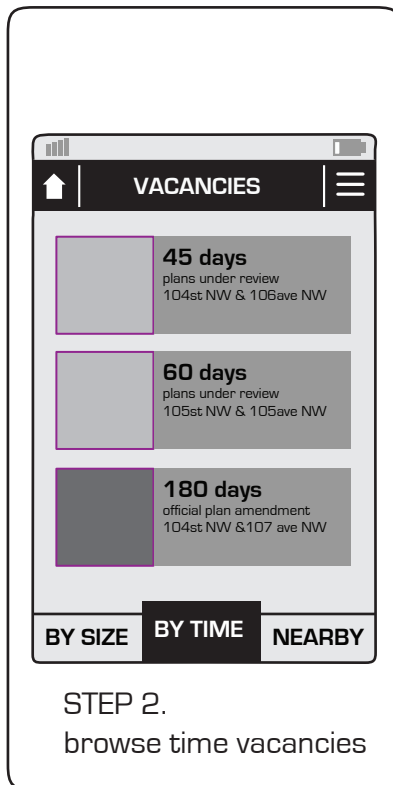 VACANCIES
45 days
plans under review
104st NW & 106ave NW
60 days
plans under review
105st NW & 105ave NW
180 days
official plan amendment
104st NW &107 ave NW
BY SIZE
BY TIME
NEARBY
STEP 2.
browse time vacancies